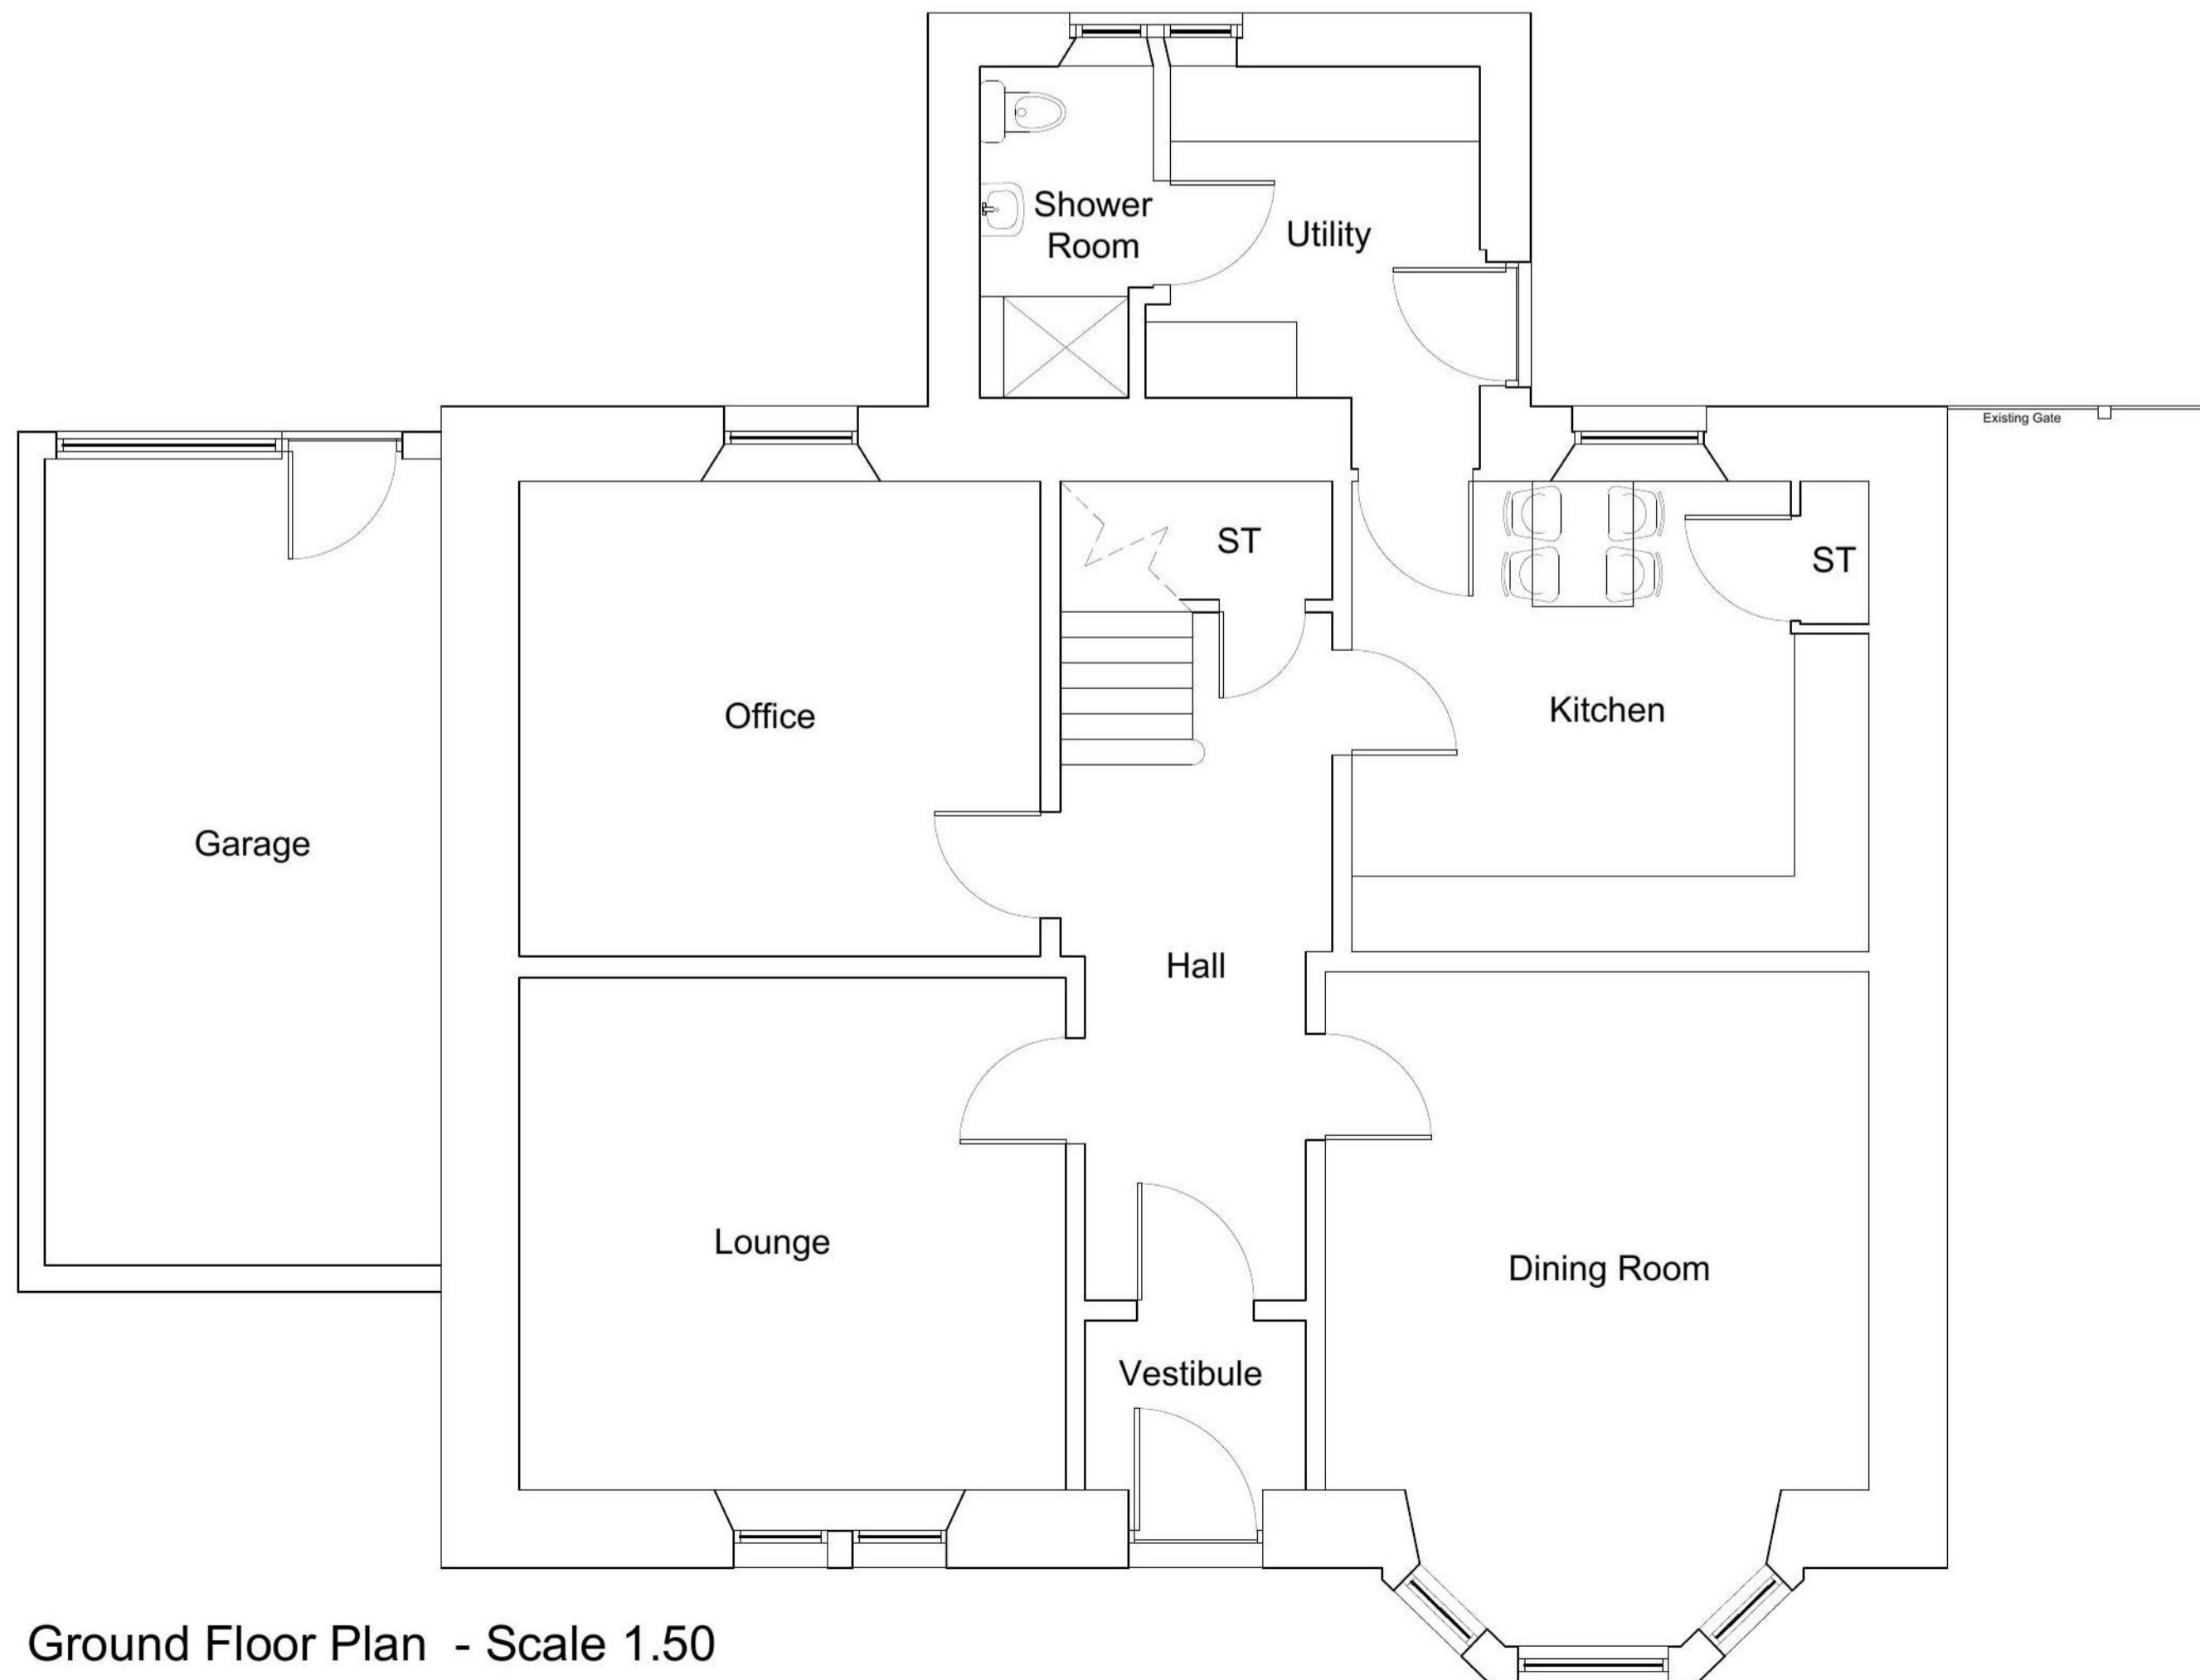 Shower
Room
Utility
Existing Gate
ST
ST
Office
Kitchen
Garage
Hall
Lounge
Dining Room
Vestibule
Ground Floor Plan - Scale 1.50